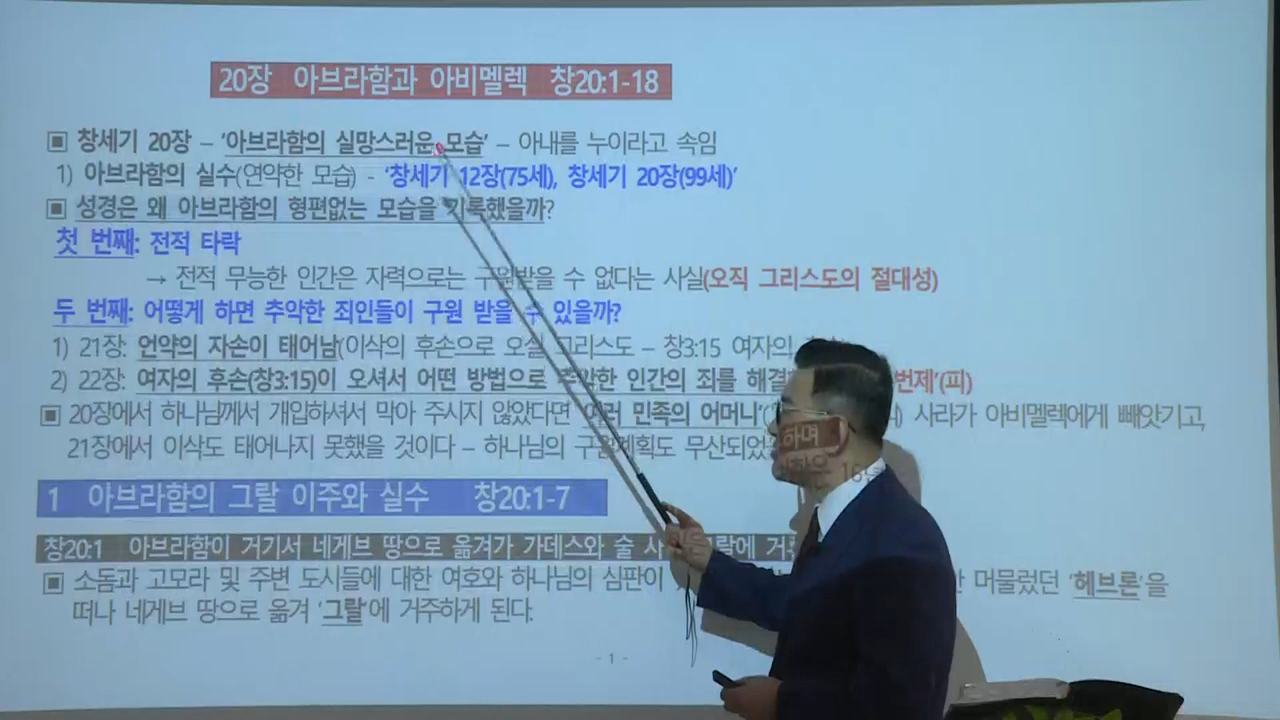 20장 아브라함과 아비멜렉 창20:1-18
▣ 창세기 20장 – ‘아브라함의 실망스러운 모습’ – 아내를 누이라고 속임
1) 아브라함의 실수(연약한 모습) - ‘창세기 12장(75세), 창세기 20장(99세)’
▣ 성경은 왜 아브라함의 형편없는 모습을 기록했을까?
첫 번째: 전적 타락
→ 전적 무능한 인간은 자력으로는 구원받을 수 없다는 사실(오직 그리스도의 절대성)
두 번째: 어떻게 하면 추악한 죄인들이 구원 받을 수 있을까?
1) 21장: 언약의 자손이 태어남(이삭의 후손으로 오실 그리스도 – 창3:15 여자의
2) 22장: 여자의 후손(창3:15)이 오셔서 어떤 방법으로 추악한 인간의 죄를 해결 번제’(피)
▣ 20장에서 하나님께서 개입하셔서 막아 주시지 않았다면 ‘여러 민족의 어머니’( ) 사라가 아비멜렉에게 빼앗기고,
21장에서 이삭도 태어나지 못했을 것이다 – 하나님의 구원계획도 무산되었 하며
1 아브라함의 그랄 이주와 실수 창20:1-7
창20:1 아브라함이 거기서 네게브 땅으로 옮겨가 가데스와 술 사 그랄에 거
▣ 소돔과 고모라 및 주변 도시들에 대한 여호와 하나님의 심판이 머물렀던 ‘헤브론’을
떠나 네게브 땅으로 옮겨 ‘그랄’에 거주하게 된다.
- 1 -